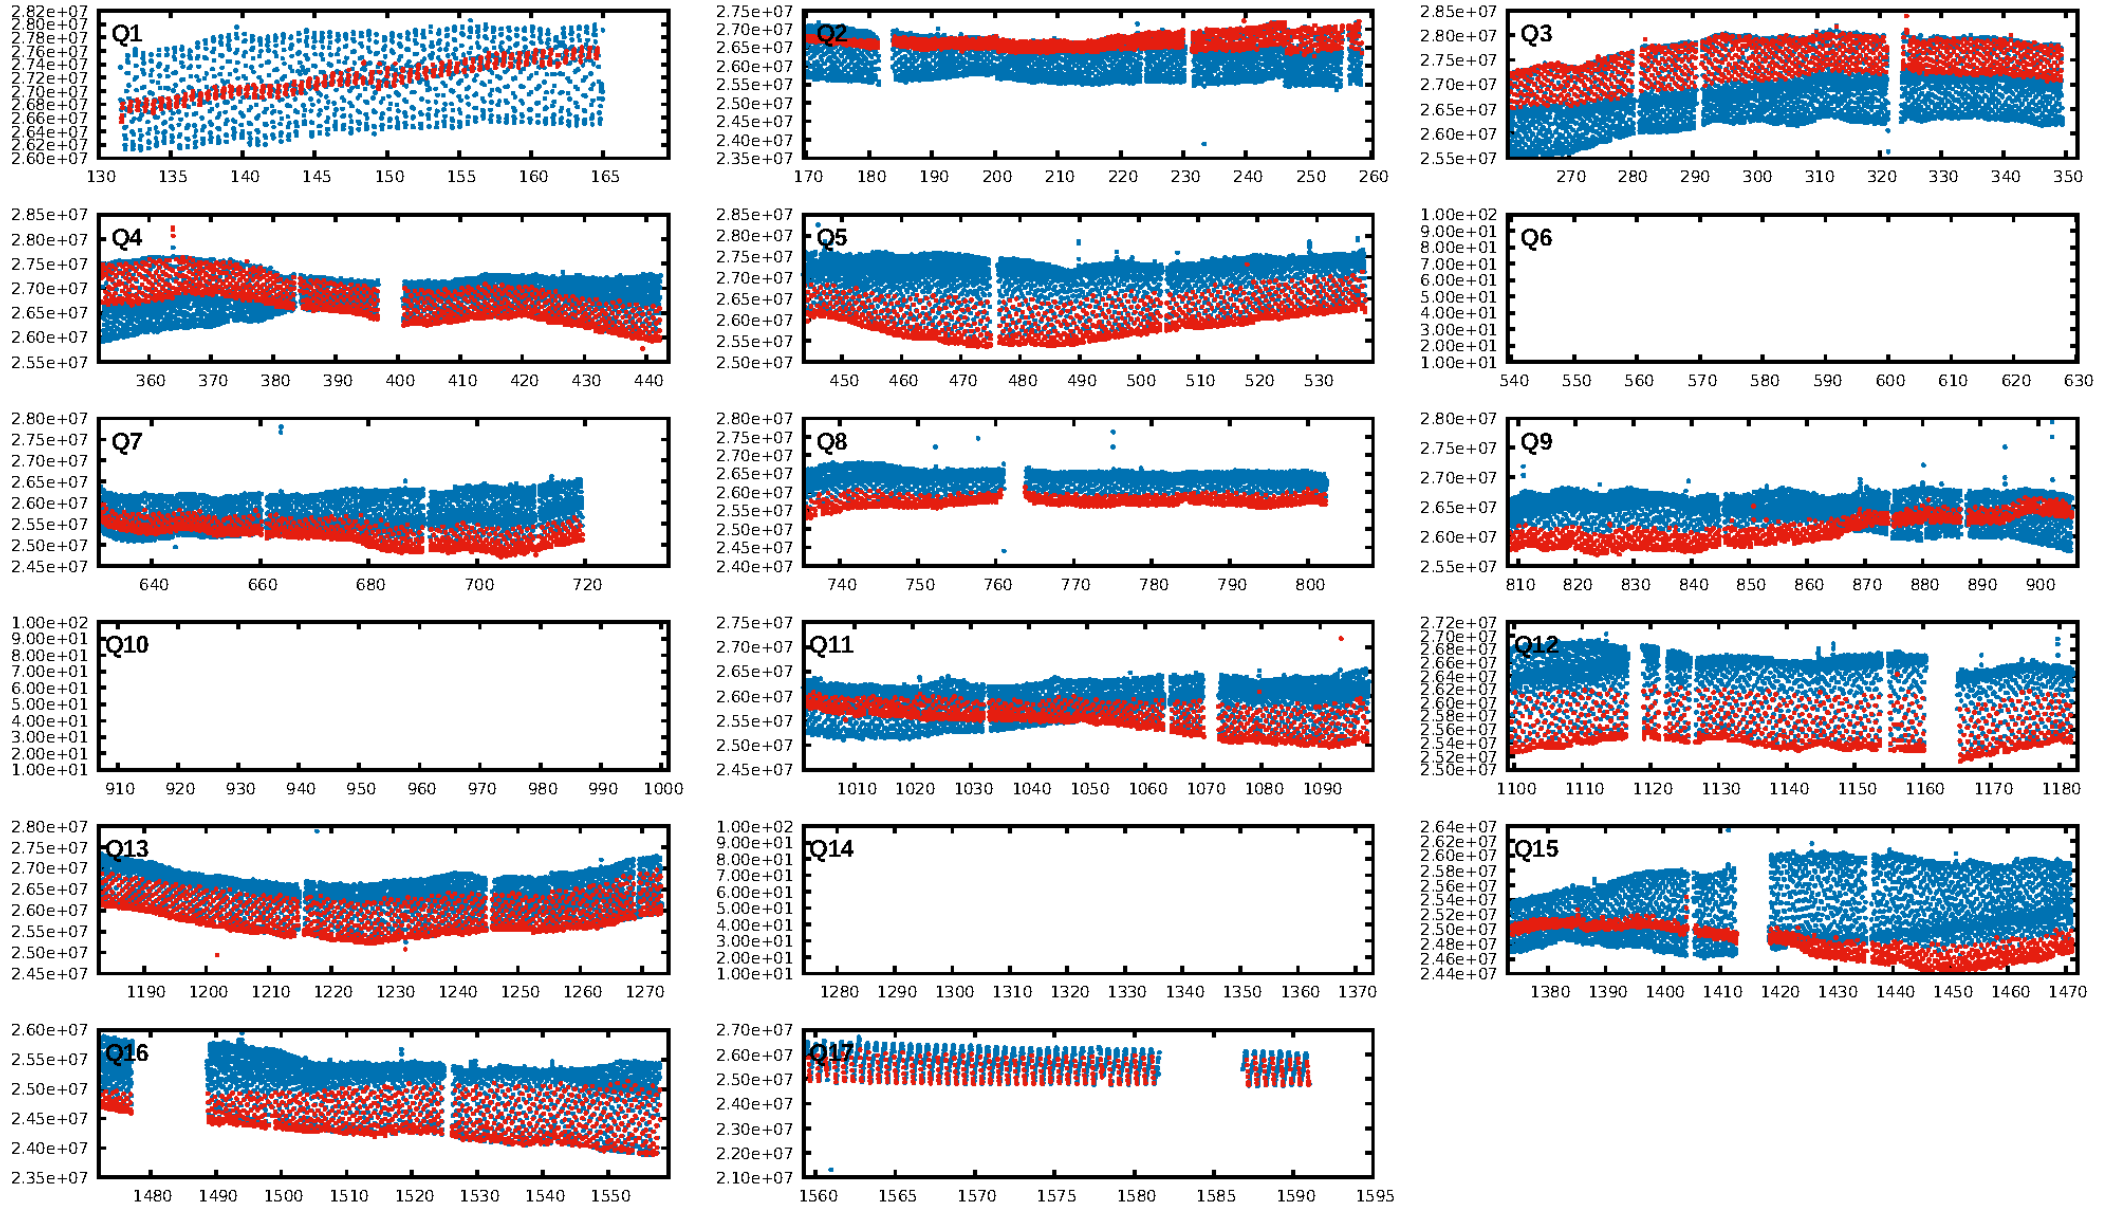 Q1
2.82e+07
2.80e+07
2.78e+07
2.76e+07
2.74e+07
2.72e+07
2.70e+07
2.68e+07
2.66e+07
2.64e+07
2.62e+07
2.60e+07
130 135 140 145 150 155 160 165
Q2
2.75e+07
2.70e+07
2.65e+07
2.60e+07
2.55e+07
2.50e+07
2.45e+07
2.40e+07
2.35e+07
170 180 190 200 210 220 230 240 250 260
Q3
2.85e+07
2.80e+07
2.75e+07
2.70e+07
2.65e+07
2.60e+07
2.55e+07
270 280 290 300 310 320 330 340 350
Q4
2.85e+07
2.80e+07
2.75e+07
2.70e+07
2.65e+07
2.60e+07
2.55e+07
360 370 380 390 400 410 420 430 440
Q5
2.85e+07
2.80e+07
2.75e+07
2.70e+07
2.65e+07
2.60e+07
2.55e+07
2.50e+07
450 460 470 480 490 500 510 520 530
Q6
1.00e+02
9.00e+01
8.00e+01
7.00e+01
6.00e+01
5.00e+01
4.00e+01
3.00e+01
2.00e+01
1.00e+01
540 550 560 570 580 590 600 610 620 630
Q7
2.80e+07
2.75e+07
2.70e+07
2.65e+07
2.60e+07
2.55e+07
2.50e+07
2.45e+07
640 660 680 700 720
Q8
2.80e+07
2.75e+07
2.70e+07
2.65e+07
2.60e+07
2.55e+07
2.50e+07
2.45e+07
2.40e+07
740 750 760 770 780 790 800
Q9
2.80e+07
2.75e+07
2.70e+07
2.65e+07
2.60e+07
2.55e+07
810 820 830 840 850 860 870 880 890 900
Q10
1.00e+02
9.00e+01
8.00e+01
7.00e+01
6.00e+01
5.00e+01
4.00e+01
3.00e+01
2.00e+01
1.00e+01
910 920 930 940 950 960 970 980 990 1000
Q11
2.75e+07
2.70e+07
2.65e+07
2.60e+07
2.55e+07
2.50e+07
2.45e+07
1010 1020 1030 1040 1050 1060 1070 1080 1090
Q12
2.72e+07
2.70e+07
2.68e+07
2.66e+07
2.64e+07
2.62e+07
2.60e+07
2.58e+07
2.56e+07
2.54e+07
2.52e+07
2.50e+07
1100 1110 1120 1130 1140 1150 1160 1170 1180
Q13
2.80e+07
2.75e+07
2.70e+07
2.65e+07
2.60e+07
2.55e+07
2.50e+07
2.45e+07
1190 1200 1210 1220 1230 1240 1250 1260 1270
Q14
1.00e+02
9.00e+01
8.00e+01
7.00e+01
6.00e+01
5.00e+01
4.00e+01
3.00e+01
2.00e+01
1.00e+01
1280 1290 1300 1310 1320 1330 1340 1350 1360 1370
Q15
2.64e+07
2.62e+07
2.60e+07
2.58e+07
2.56e+07
2.54e+07
2.52e+07
2.50e+07
2.48e+07
2.46e+07
2.44e+07
1380 1390 1400 1410 1420 1430 1440 1450 1460 1470
Q16
2.60e+07
2.55e+07
2.50e+07
2.45e+07
2.40e+07
2.35e+07
1480 1490 1500 1510 1520 1530 1540 1550
Q17
2.70e+07
2.60e+07
2.50e+07
2.40e+07
2.30e+07
2.20e+07
2.10e+07
1560 1565 1570 1575 1580 1585 1590 1595